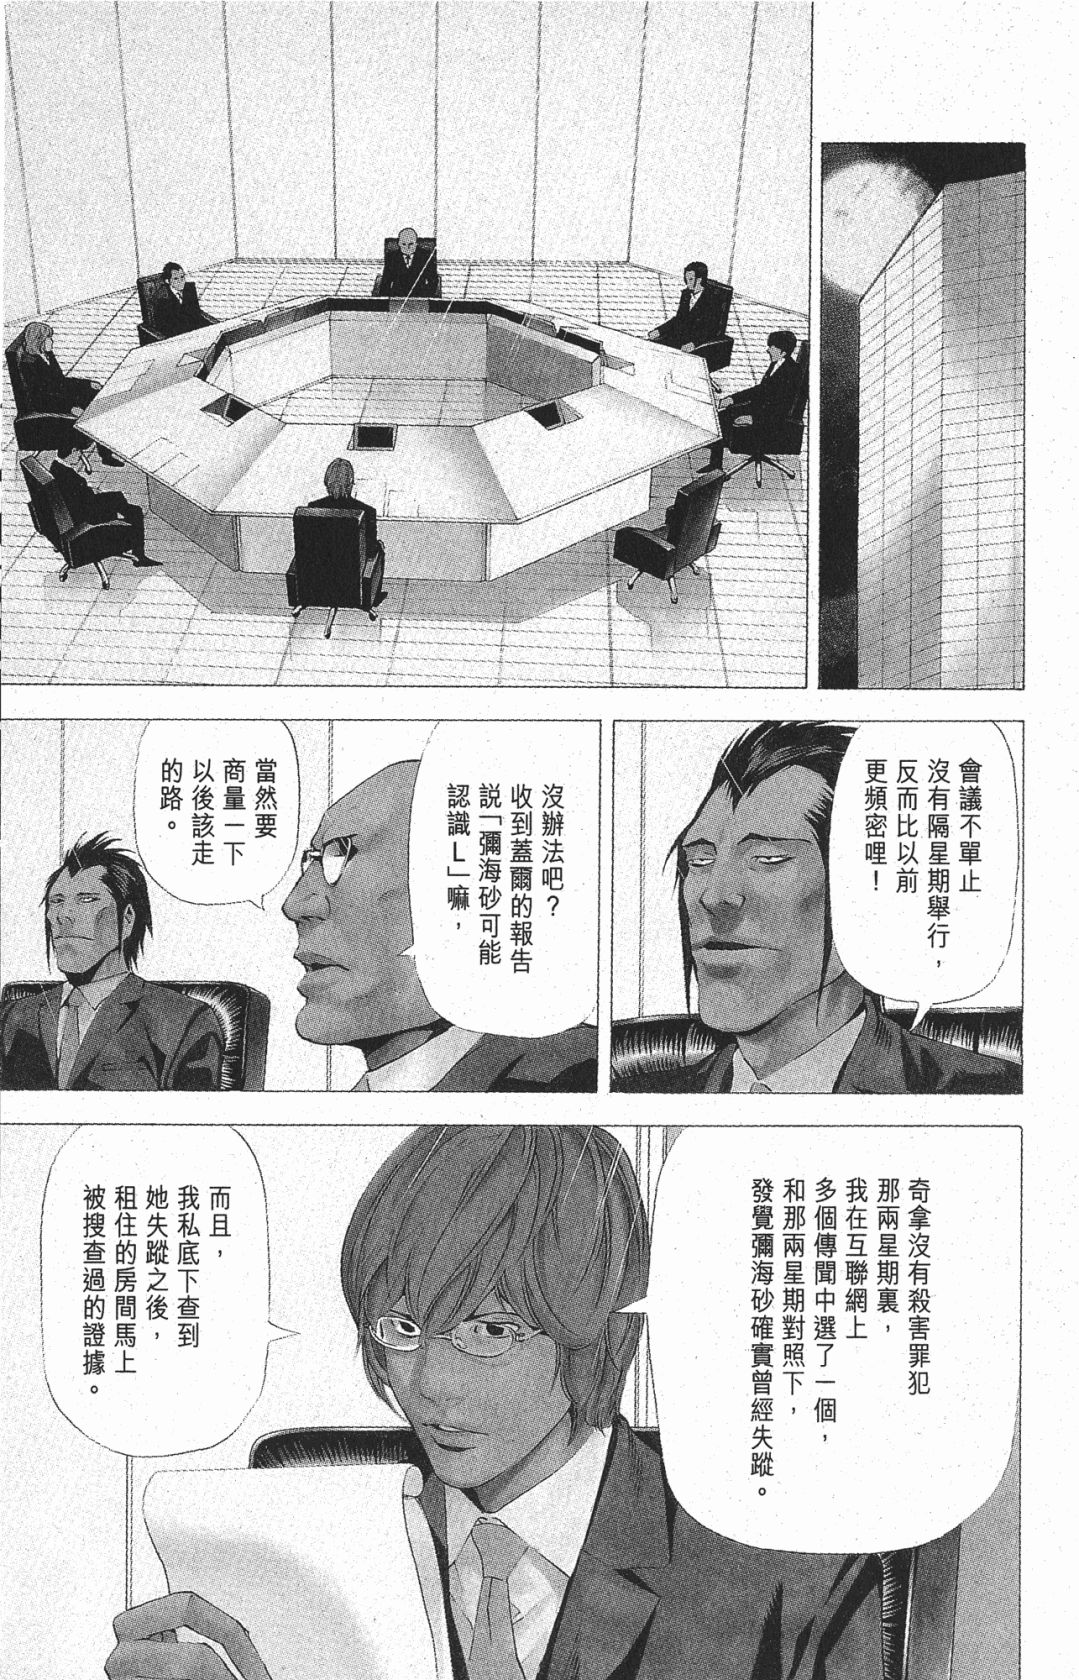 會議不單止
沒有隔星期舉行，
反而比以前
更頻密哩！
沒辦法吧？
收到蓋爾的報告
説「彌海砂可能
認識L」嘛，
當然要
商量一下
以後該走
的路。
奇拿沒有殺害罪犯
那兩星期裏，
我在互聯網上
多個傳聞中選了一個，
和那兩星期對照下，
發覺彌海砂確實曾經失蹤。
而且，
我私底下查到
她失蹤之後，
租住的房間馬上
被搜查過的證據。